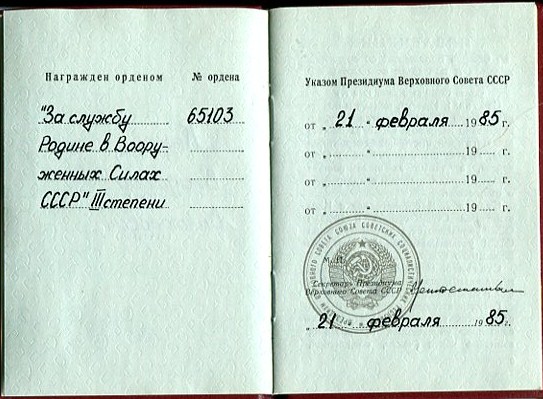 Награжден орденом № ордена
"За службу 65103
Родине в Воору-
женных Силах
СССР" III степени
Указом Президиума Верховного Совета СССР
от „ 21 “ февраля 1985 г.
от „ “ 19 г.
от „ “ 19 г.
от „ “ 19 г.
М. П.
Секретарь Президиума
Верховного Совета СССР
„ 21 “ февраля 1985 г.